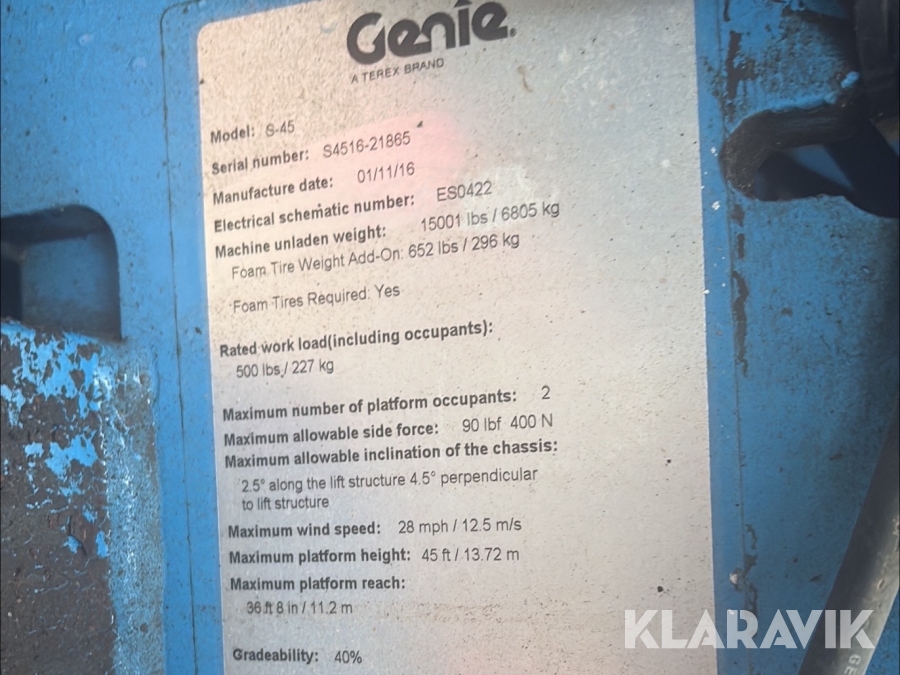 Genie
A TEREX BRAND
Model: S-45
Serial number: S4516-21865
Manufacture date: 01/11/16
Electrical schematic number: ES0422
Machine unladen weight: 15001 lbs / 6805 kg
Foam Tire Weight Add-On: 652 lbs / 296 kg
Foam Tires Required: Yes
Rated work load(including occupants):
500 lbs / 227 kg
Maximum number of platform occupants: 2
Maximum allowable side force: 90 lbf 400 N
Maximum allowable inclination of the chassis:
2.5° along the lift structure 4.5° perpendicular
to lift structure
Maximum wind speed: 28 mph / 12.5 m/s
Maximum platform height: 45 ft / 13.72 m
Maximum platform reach:
36 ft 8 in / 11.2 m
Gradeability: 40%
KLARAVIK